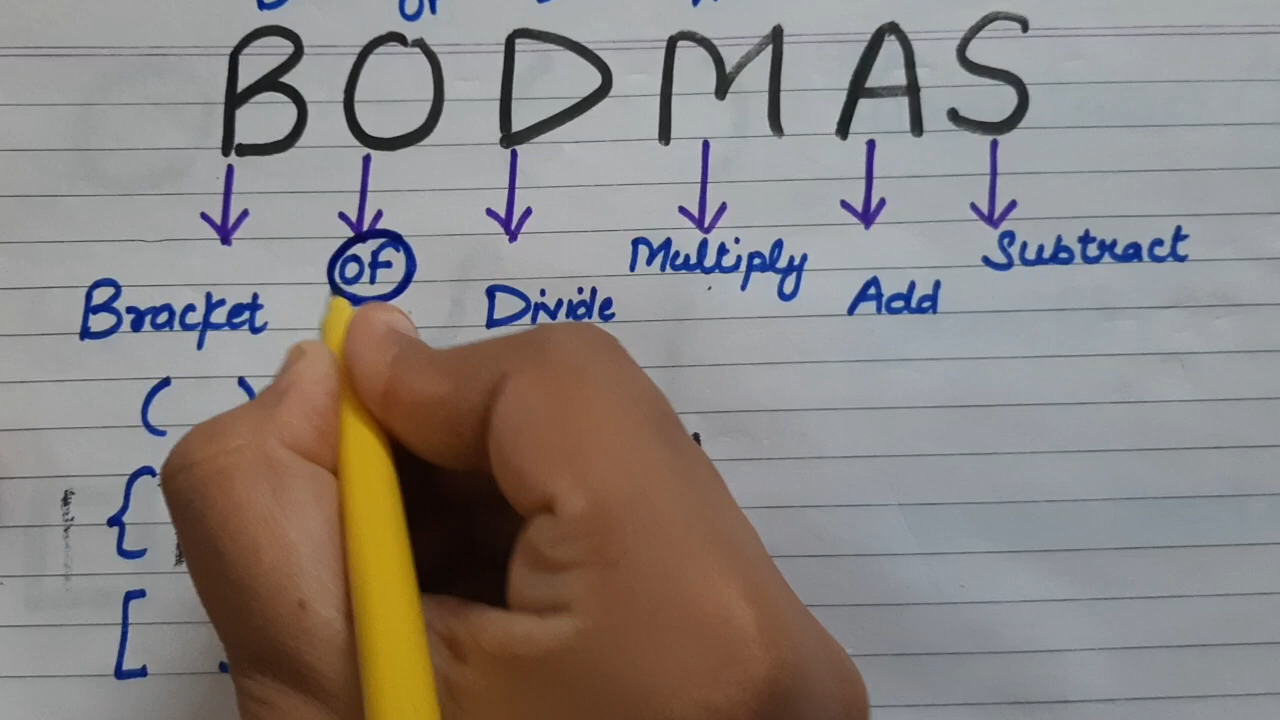 BODMAS
Bracket of Divide Multiply Add Subtract
( )
{
[